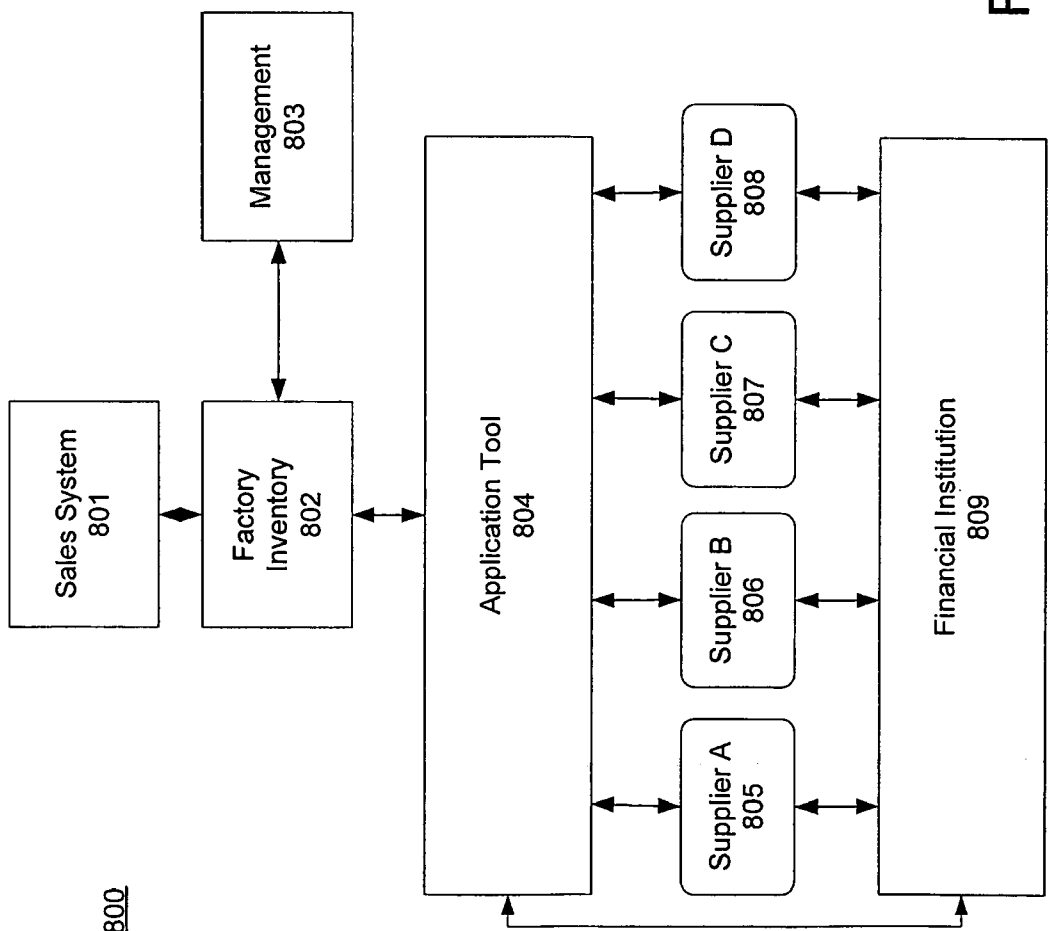 800
Sales System
801
Factory
Inventory
802
Management
803
Application Tool
804
Supplier A
805
Supplier B
806
Supplier C
807
Supplier D
808
Financial Institution
809